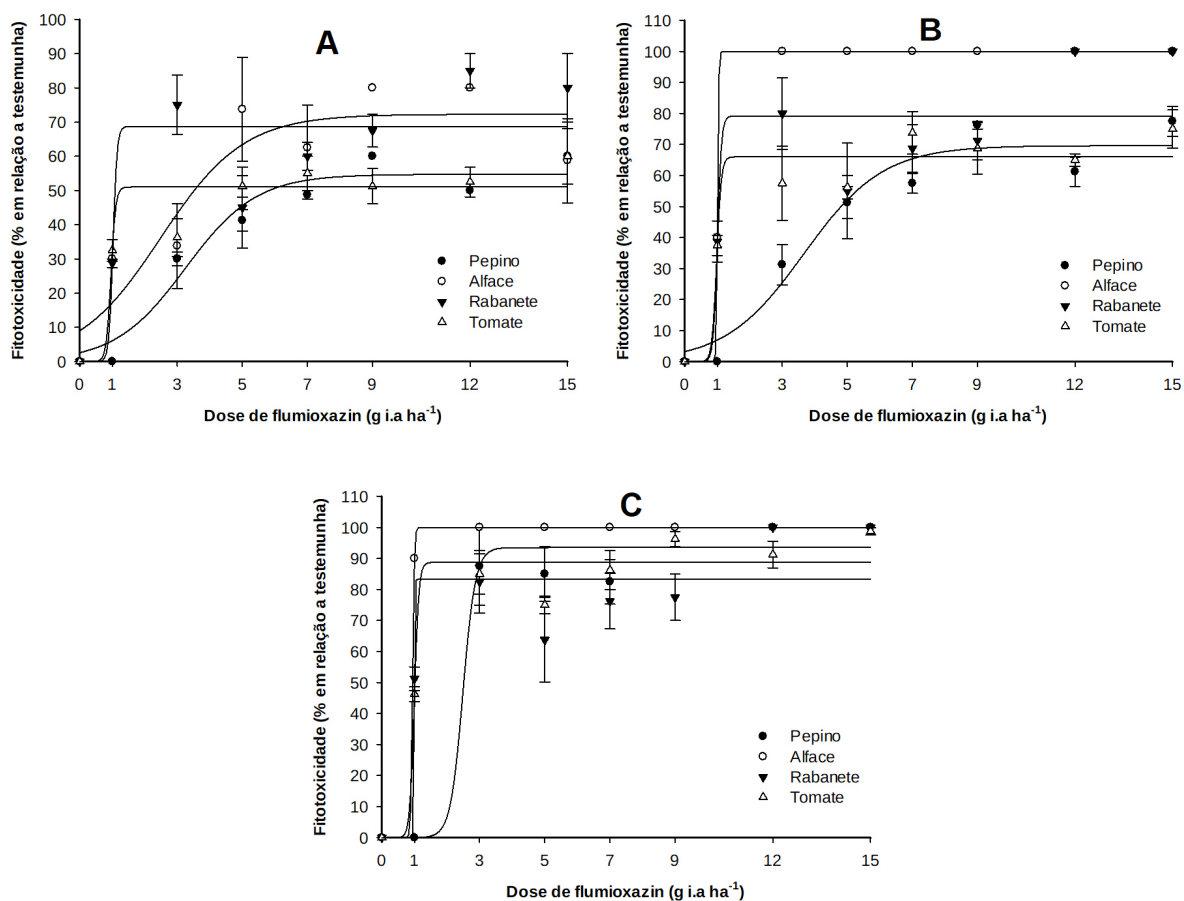 A
Fitotoxicidade (% em relação a testemunha)
100
90
80
70
60
50
40
30
20
10
0
0 1 3 5 7 9 12 15
Dose de flumioxazin (g i.a ha-1)
Pepino
Alface
Rabanete
Tomate
B
Fitotoxicidade (% em relação a testemunha)
110
100
90
80
70
60
50
40
30
20
10
0
0 1 3 5 7 9 12 15
Dose de flumioxazin (g i.a ha-1)
Pepino
Alface
Rabanete
Tomate
C
Fitotoxicidade (% em relação a testemunha)
110
100
90
80
70
60
50
40
30
20
10
0
0 1 3 5 7 9 12 15
Dose de flumioxazin (g i.a ha-1)
Pepino
Alface
Rabanete
Tomate